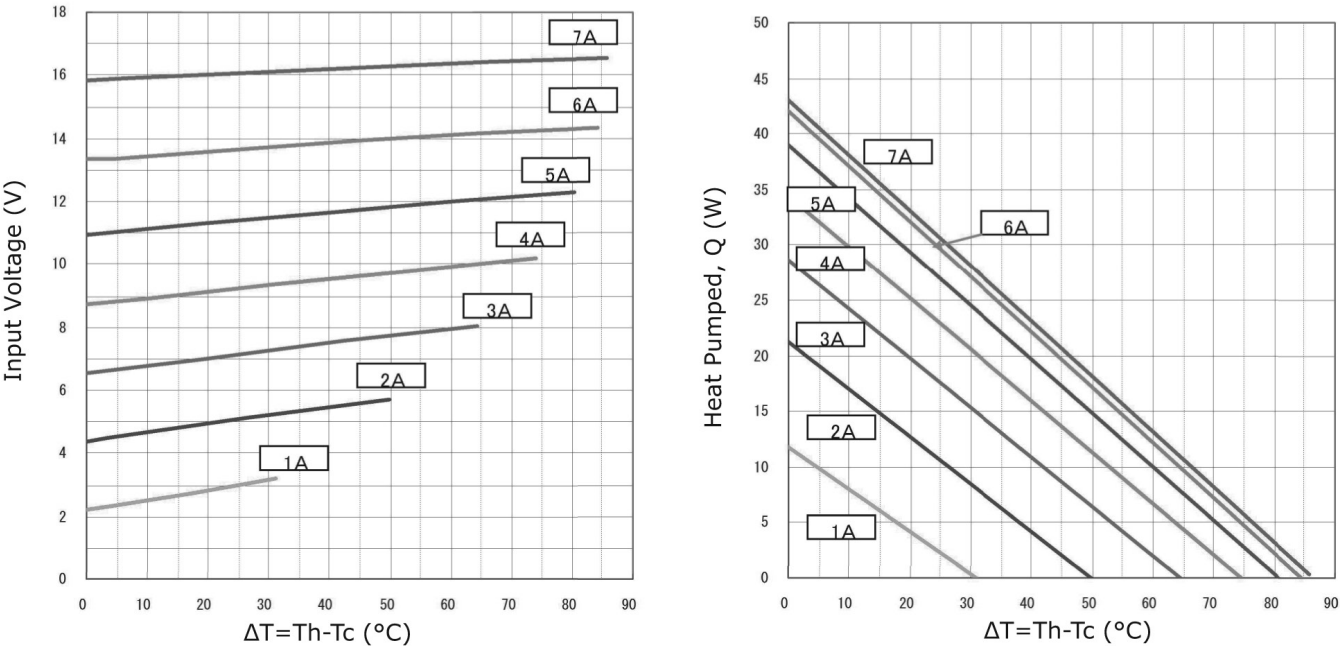 Input Voltage (V)
18
16
14
12
10
8
6
4
2
0
7A
6A
5A
4A
3A
2A
1A
0 10 20 30 40 50 60 70 80 90
ΔT=Th-Tc (°C)
Heat Pumped, Q (W)
50
45
40
35
30
25
20
15
10
5
0
7A
5A
6A
4A
3A
2A
1A
0 10 20 30 40 50 60 70 80 90
ΔT=Th-Tc (°C)